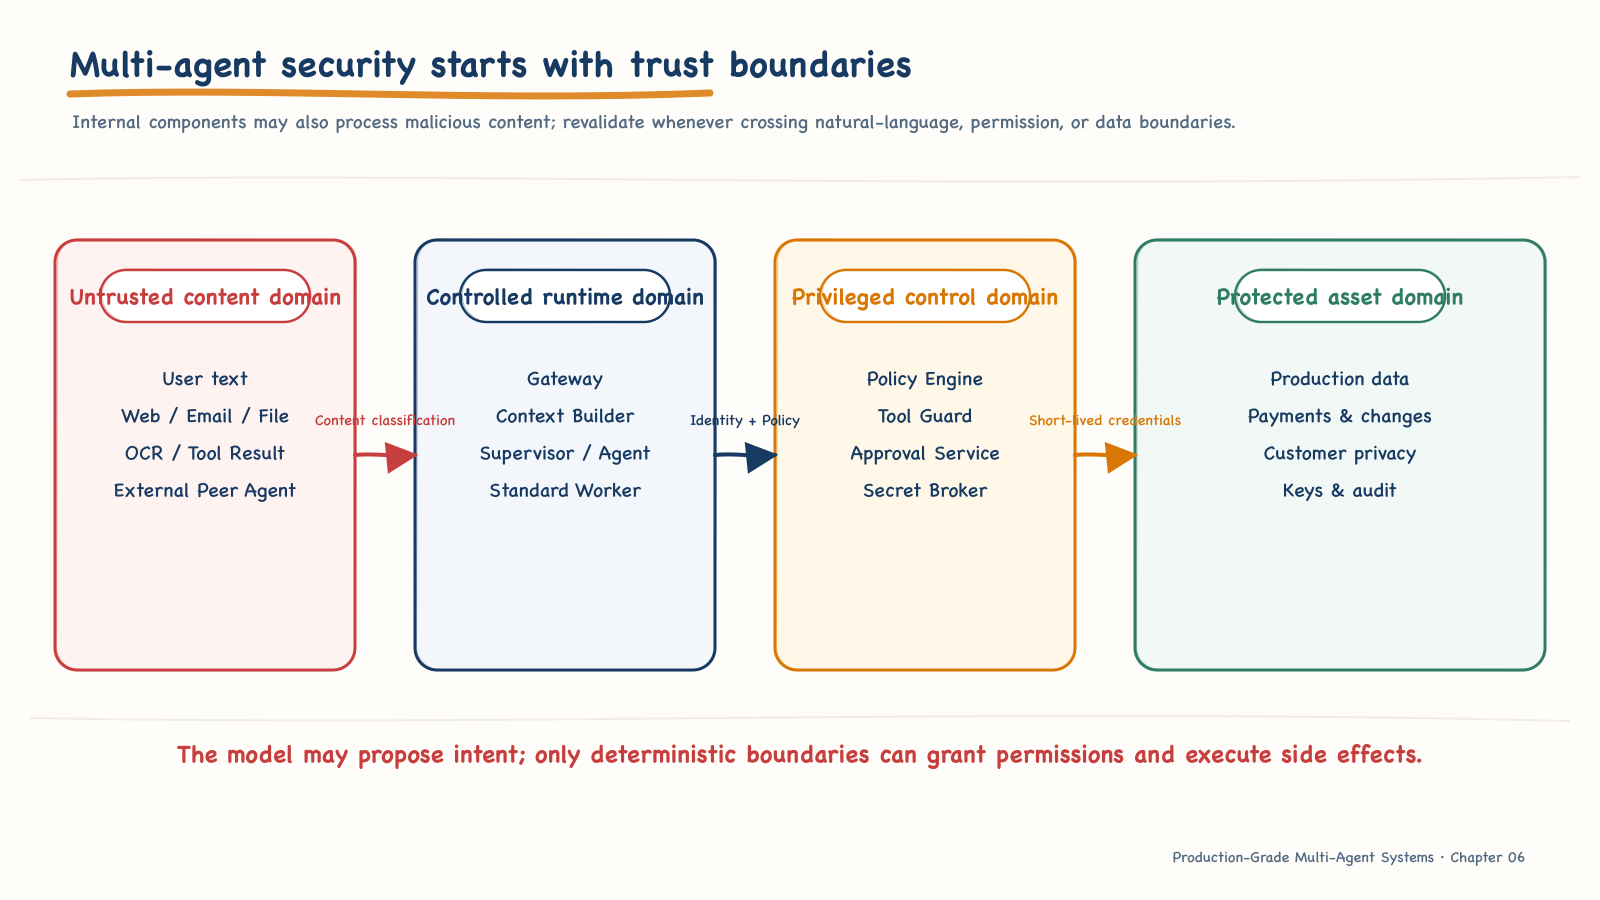 Multi-agent security starts with trust boundaries
Internal components may also process malicious content; revalidate whenever crossing natural-language, permission, or data boundaries.
Untrusted content domain
User text
Web / Email / File
OCR / Tool Result
External Peer Agent
Content classification
Controlled runtime domain
Gateway
Context Builder
Supervisor / Agent
Standard Worker
Identity + Policy
Privileged control domain
Policy Engine
Tool Guard
Approval Service
Secret Broker
Short-lived credentials
Protected asset domain
Production data
Payments & changes
Customer privacy
Keys & audit
The model may propose intent; only deterministic boundaries can grant permissions and execute side effects.
Production-Grade Multi-Agent Systems · Chapter 06